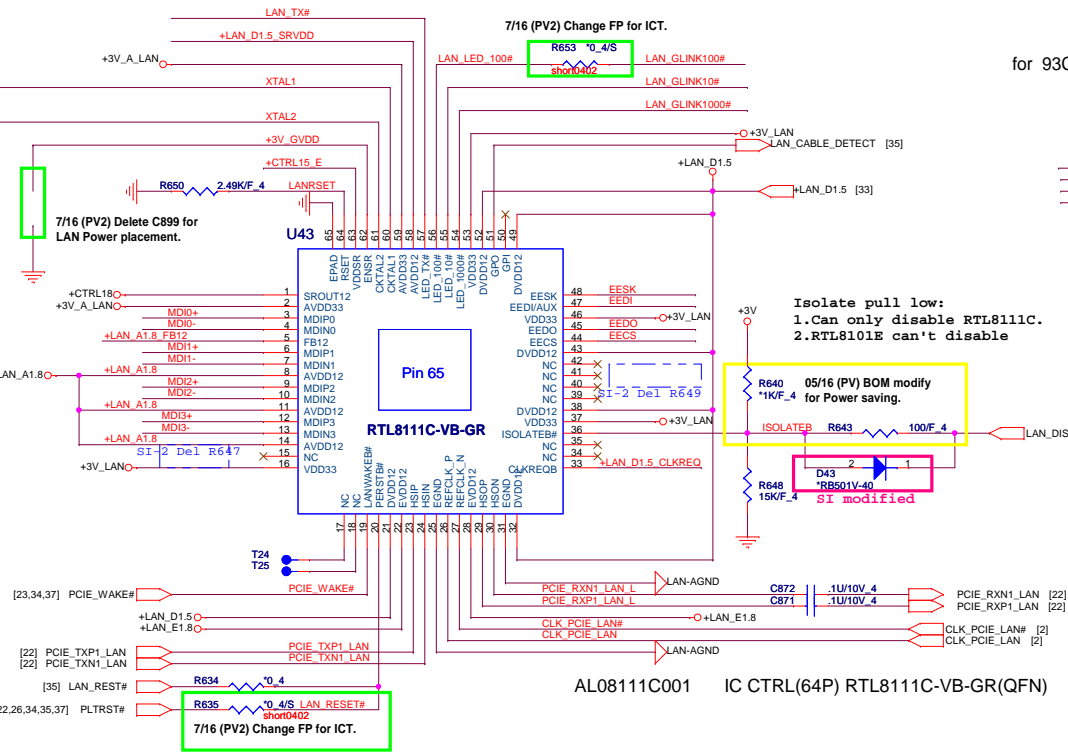 LAN_TX#
7/16 (PV2) Change FP for ICT.
+LAN_D1.5_SRVDD
R653 *0_4/S
+3V_A_LAN
LAN_LED_100#
LAN_GLINK100#
short0402
for 93C
XTAL1
LAN_GLINK10#
LAN_GLINK1000#
XTAL2
+3V_GVDD
+3V_LAN
LAN_CABLE_DETECT [35]
+CTRL15_E
+LAN_D1.5
R650 2.49K/F_4 LANRSET
+LAN_D1.5 [33]
7/16 (PV2) Delete C899 for
LAN Power placement.
U43
65 64 63 62 61 60 59 58 57 56 55 54 53 52 51 50 49
EPAD RSET VDDSR ENSR CKTAL2 CKTAL1 AVDD33 AVDD12 LED_TX# LED_100# LED_10# LED_1000# VDD33 DVDD12 GPO GPI DVDD12
+CTRL18 1 SROUT12
+3V_A_LAN 2 AVDD33
MDI0+ 3 MDIP0
MDI0- 4 MDIN0
+LAN_A1.8_FB12 5 FB12
MDI1+ 6 MDIP1
MDI1- 7 MDIN1
LAN_A1.8 +LAN_A1.8 8 AVDD12
MDI2+ 9 MDIP2
MDI2- 10 MDIN2
+LAN_A1.8 11 AVDD12
MDI3+ 12 MDIP3
MDI3- 13 MDIN3
+LAN_A1.8 14 AVDD12
SI-2 Del R647
15 NC
+3V_LAN 16 VDD33
Pin 65
RTL8111C-VB-GR
EESK 48 EESK
EEDI/AUX 47 EEDI
VDD33 46 +3V_LAN
EEDO 45 EEDO
EECS 44 EECS
DVDD12 43
NC 42
NC 41
NC 40
NC 39
SI-2 Del R649
DVDD12 38
VDD33 37 +3V_LAN
ISOLATEB# 36
NC 35
NC 34
CLKREQB 33 +LAN_D1.5_CLKREQ
Isolate pull low:
1.Can only disable RTL8111C.
2.RTL8101E can't disable
+3V
R640
*1K/F_4
05/16 (PV) BOM modify
for Power saving.
ISOLATEB R643 100/F_4
LAN_DIS
2 1
D43
*RB501V-40
SI modified
R648
15K/F_4
NC NC LANWAKEB# PERSTB# DVDD12 EVDD12 HSIP HSIN EGND REFCLK_P REFCLK_N EVDD12 HSOP HSON EGND DVDD12
17 18 19 20 21 22 23 24 25 26 27 28 29 30 31 32
T24
T25
[23,34,37] PCIE_WAKE# PCIE_WAKE#
LAN-AGND
PCIE_RXN1_LAN_L C872 .1U/10V_4 PCIE_RXN1_LAN [22]
PCIE_RXP1_LAN_L C871 .1U/10V_4 PCIE_RXP1_LAN [22]
+LAN_D1.5
+LAN_E1.8
+LAN_E1.8
CLK_PCIE_LAN# CLK_PCIE_LAN# [2]
CLK_PCIE_LAN CLK_PCIE_LAN [2]
[22] PCIE_TXP1_LAN PCIE_TXP1_LAN
[22] PCIE_TXN1_LAN PCIE_TXN1_LAN
LAN-AGND
[35] LAN_REST# R634 *0_4
AL08111C001 IC CTRL(64P) RTL8111C-VB-GR(QFN)
22,26,34,35,37] PLTRST# R635 *0_4/S LAN_RESET#
short0402
7/16 (PV2) Change FP for ICT.